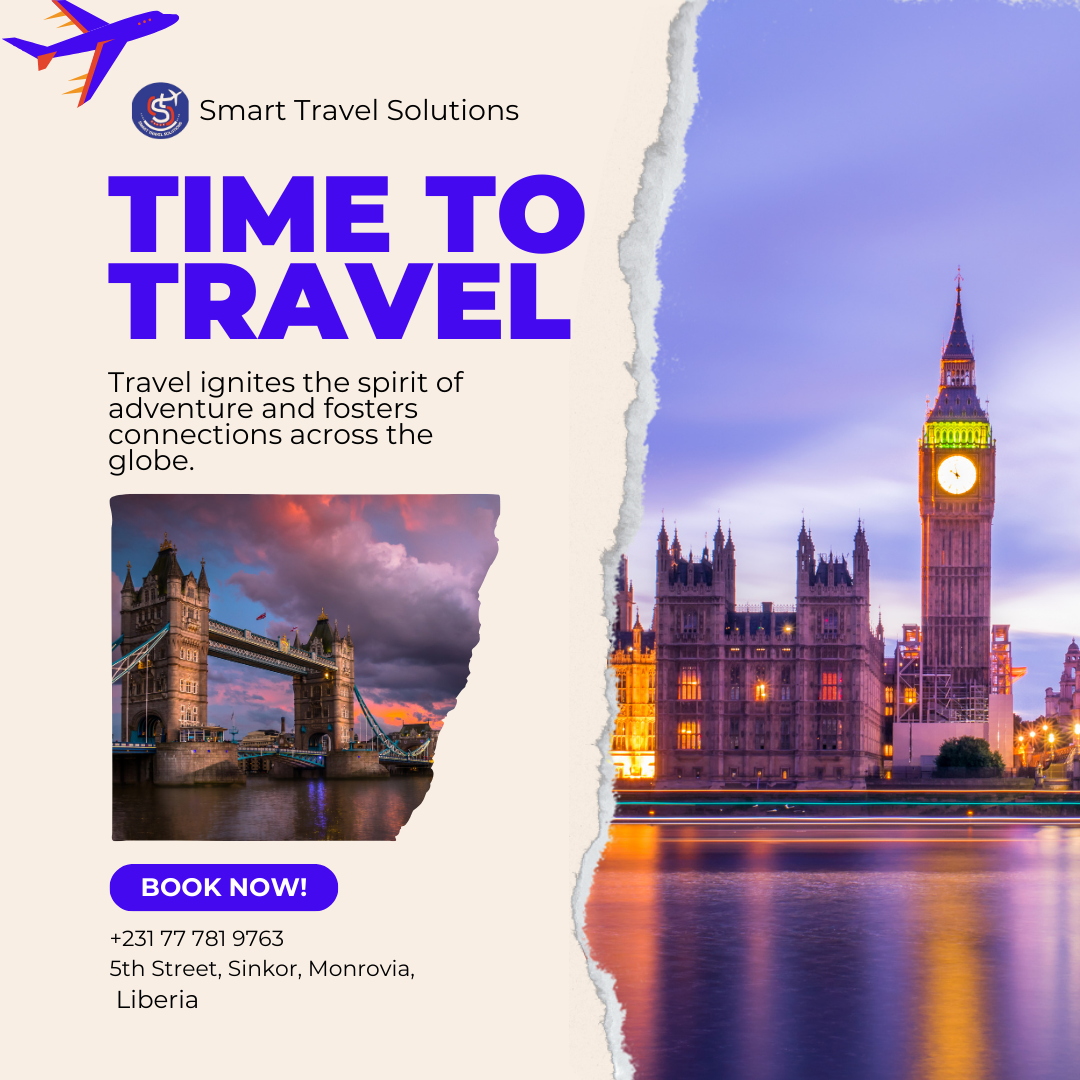 Smart Travel Solutions
TIME TO
TRAVEL
Travel ignites the spirit of
adventure and fosters
connections across the
globe.
BOOK NOW!
+231 77 781 9763
5th Street, Sinkor, Monrovia,
Liberia